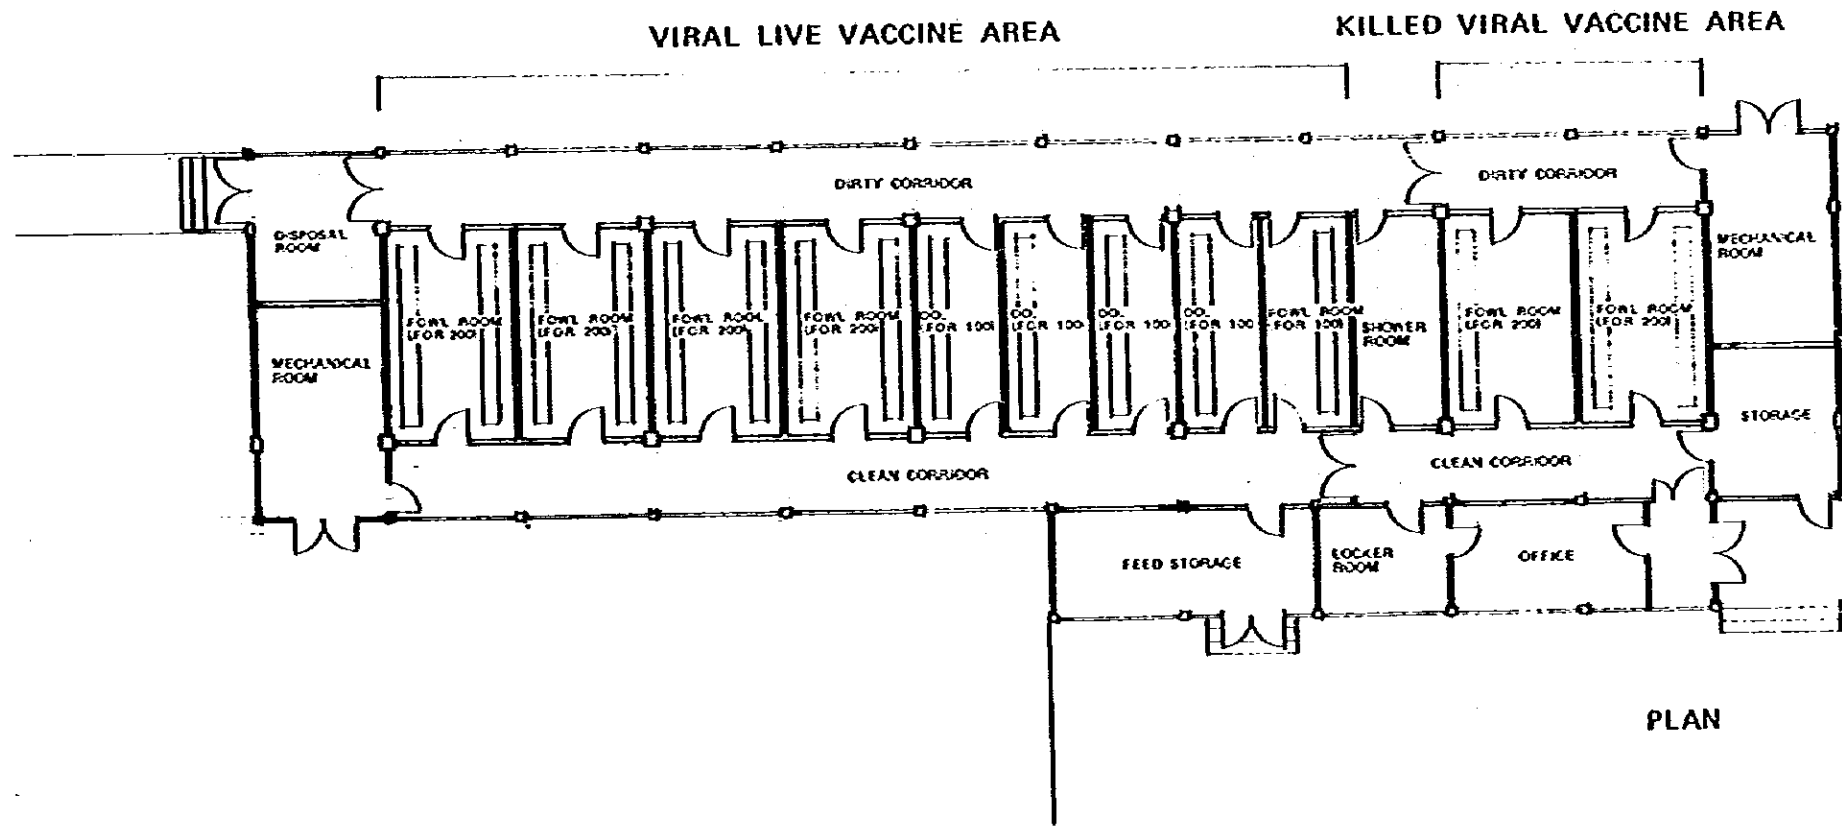 VIRAL LIVE VACCINE AREA
KILLED VIRAL VACCINE AREA
DIRTY CORRIDOR
DIRTY CORRIDOR
DISPOSAL
ROOM
MECHANICAL
ROOM
MECHANICAL
ROOM
FOWL ROOM
(FOR 200)
FOWL ROOM
(FOR 200)
FOWL ROOM
(FOR 200)
FOWL ROOM
(FOR 200)
DO.
(FOR 100)
DO.
(FOR 100
DO.
(FOR 100
DO.
(FOR 100
FOWL ROOM
(FOR 100)
SHOWER
ROOM
FOWL ROOM
(FOR 200)
FOWL ROOM
(FOR 200)
STORAGE
CLEAN CORRIDOR
CLEAN CORRIDOR
FEED STORAGE
LOCKER
ROOM
OFFICE
PLAN